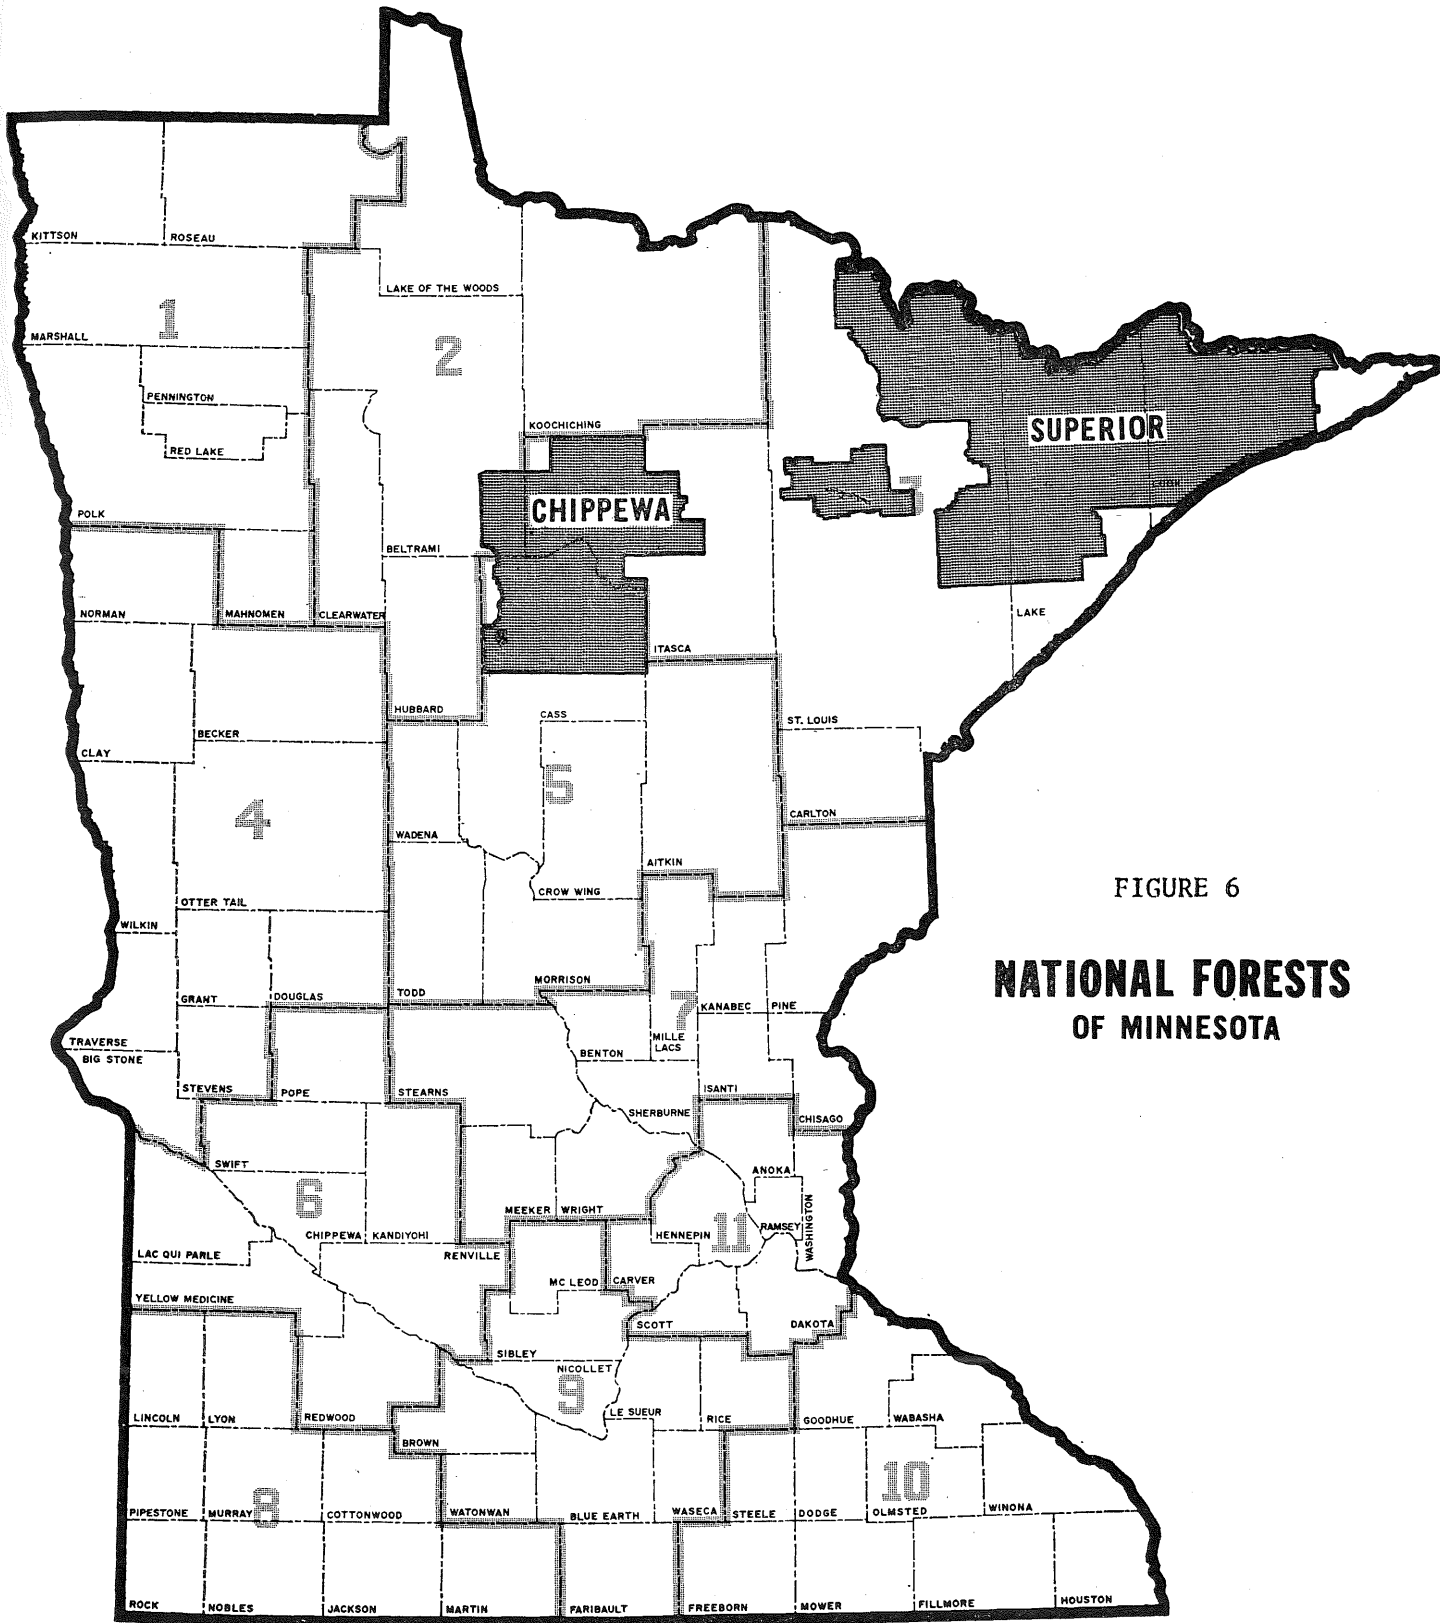 KITTSON
ROSEAU
LAKE OF THE WOODS
1
MARSHALL
2
PENNINGTON
KOOCHICHING
SUPERIOR
RED LAKE
COOK
3
CHIPPEWA
POLK
BELTRAMI
NORMAN
MAHNOMEN
CLEARWATER
LAKE
ITASCA
HUBBARD
CASS
ST. LOUIS
BECKER
CLAY
5
4
CARLTON
WADENA
AITKIN
CROW WING
FIGURE 6
OTTER TAIL
WILKIN
NATIONAL FORESTS
OF MINNESOTA
MORRISON
GRANT
DOUGLAS
TODD
7
KANABEC
PINE
MILLE
LACS
TRAVERSE
BIG STONE
BENTON
STEVENS
POPE
STEARNS
ISANTI
SHERBURNE
CHISAGO
SWIFT
ANOKA
6
MEEKER
WRIGHT
WASHINGTON
RAMSEY
11
CHIPPEWA
KANDIYOHI
HENNEPIN
LAC QUI PARLE
RENVILLE
MC LEOD
CARVER
YELLOW MEDICINE
SCOTT
DAKOTA
SIBLEY
NICOLLET
9
LE SUEUR
LINCOLN
LYON
REDWOOD
RICE
GOODHUE
WABASHA
BROWN
10
8
PIPESTONE
MURRAY
COTTONWOOD
WATONWAN
BLUE EARTH
WASECA
STEELE
DODGE
OLMSTED
WINONA
ROCK
NOBLES
JACKSON
MARTIN
FARIBAULT
FREEBORN
MOWER
FILLMORE
HOUSTON